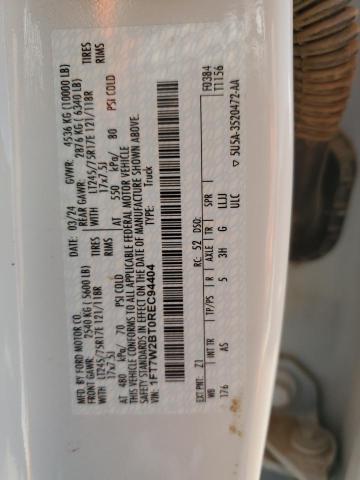 MFD. BY FORD MOTOR CO.
DATE: 03/24 GVWR: 4536 KG (10000 LB)
FRONT GAWR: 2540 KG (5600 LB) REAR GAWR: 2876 KG (6340 LB)
WITH LT245/75R17E 121/118R TIRES WITH LT245/75R17E 121/118R TIRES
17x7.5J RIMS 17x7.5J RIMS
AT 480 kPa/ 70 PSI COLD AT 550 kPa/ 80 PSI COLD
THIS VEHICLE CONFORMS TO ALL APPLICABLE FEDERAL MOTOR VEHICLE
SAFETY STANDARDS IN EFFECT ON THE DATE OF MANUFACTURE SHOWN ABOVE.
VIN: 1FT7W2BT0REC94404 TYPE: Truck
F0384
T1156
EXT PNT: Z1 RC: 52 DSO:
WB INT TR TP/PS R AXLE TR SPR
176 AS 5 3H G LLJJ
ULC
▽ 5U5A-3520472-AA